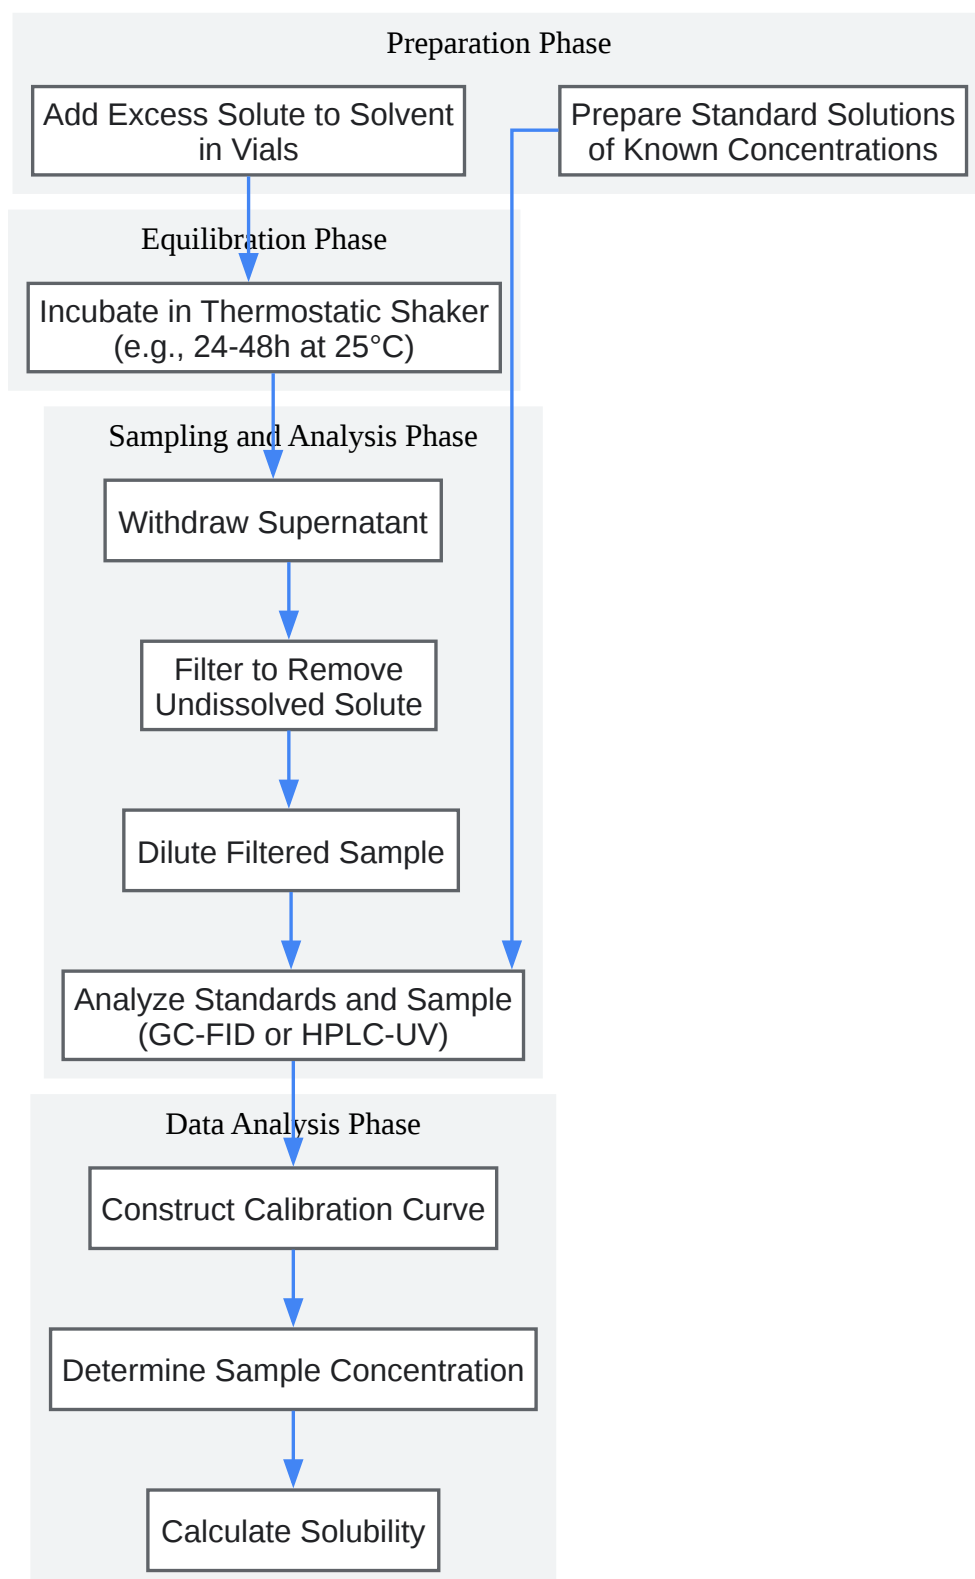 Preparation Phase
Add Excess Solute to Solvent
in Vials
Prepare Standard Solutions
of Known Concentrations
Equilibration Phase
Incubate in Thermostatic Shaker
(e.g., 24-48h at 25°C)
Sampling and Analysis Phase
Withdraw Supernatant
Filter to Remove
Undissolved Solute
Dilute Filtered Sample
Analyze Standards and Sample
(GC-FID or HPLC-UV)
Data Analysis Phase
Construct Calibration Curve
Determine Sample Concentration
Calculate Solubility